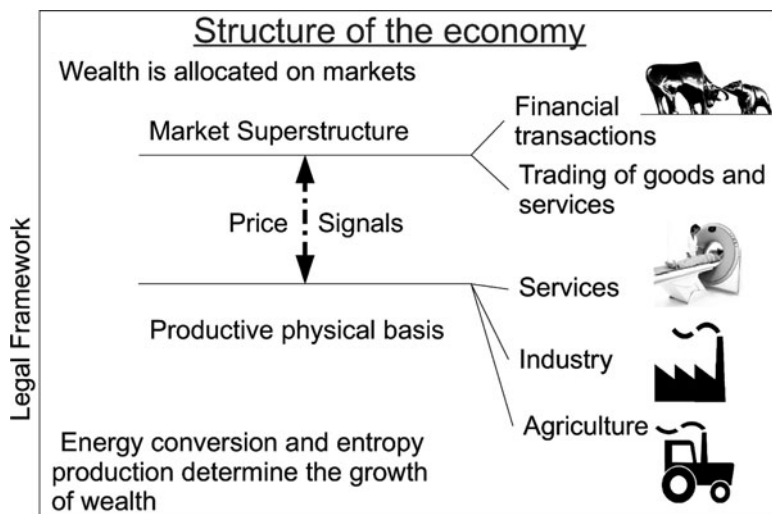 Structure of the economy
Wealth is allocated on markets
Market Superstructure
Financial
transactions
Trading of goods and
services
Price Signals
Legal Framework
Services
Productive physical basis
Industry
Agriculture
Energy conversion and entropy
production determine the growth
of wealth